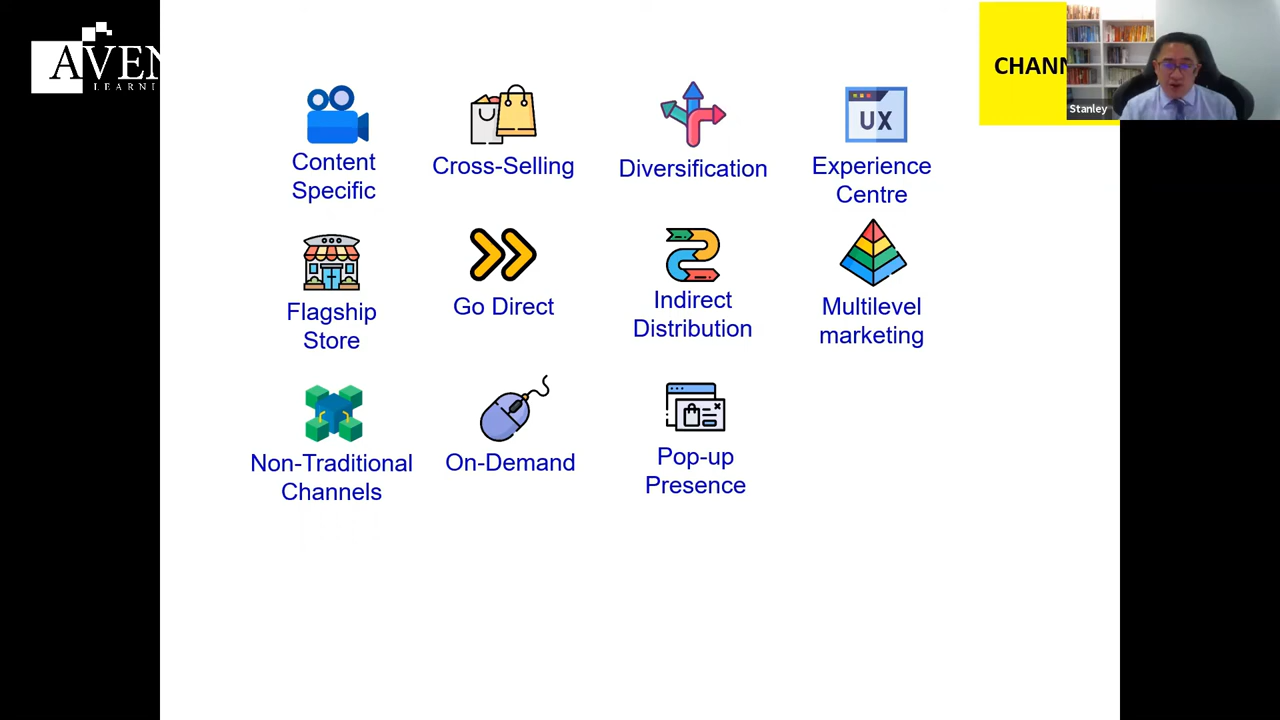 AVEN
LEARNI
CHANN
Stanley
UX
Content
Specific
Cross-Selling
Diversification
Experience
Centre
Flagship
Store
Go Direct
Indirect
Distribution
Multilevel
marketing
Non-Traditional
Channels
On-Demand
Pop-up
Presence